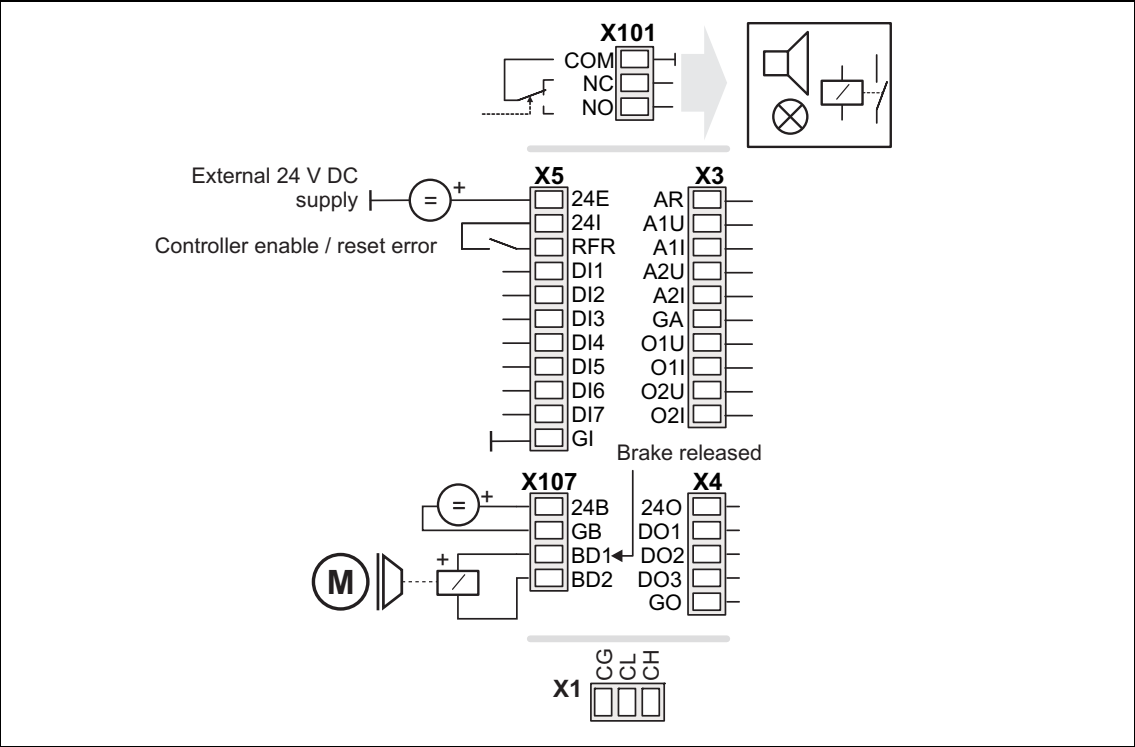 X101
COM
NC
NO
External 24 V DC
supply
=
+
Controller enable / reset error
X5
24E
24I
RFR
DI1
DI2
DI3
DI4
DI5
DI6
DI7
GI
X3
AR
A1U
A1I
A2U
A2I
GA
O1U
O1I
O2U
O2I
Brake released
X107
=
+
24B
GB
BD1
BD2
M
+
X4
24O
DO1
DO2
DO3
GO
X1
CG
CL
CH